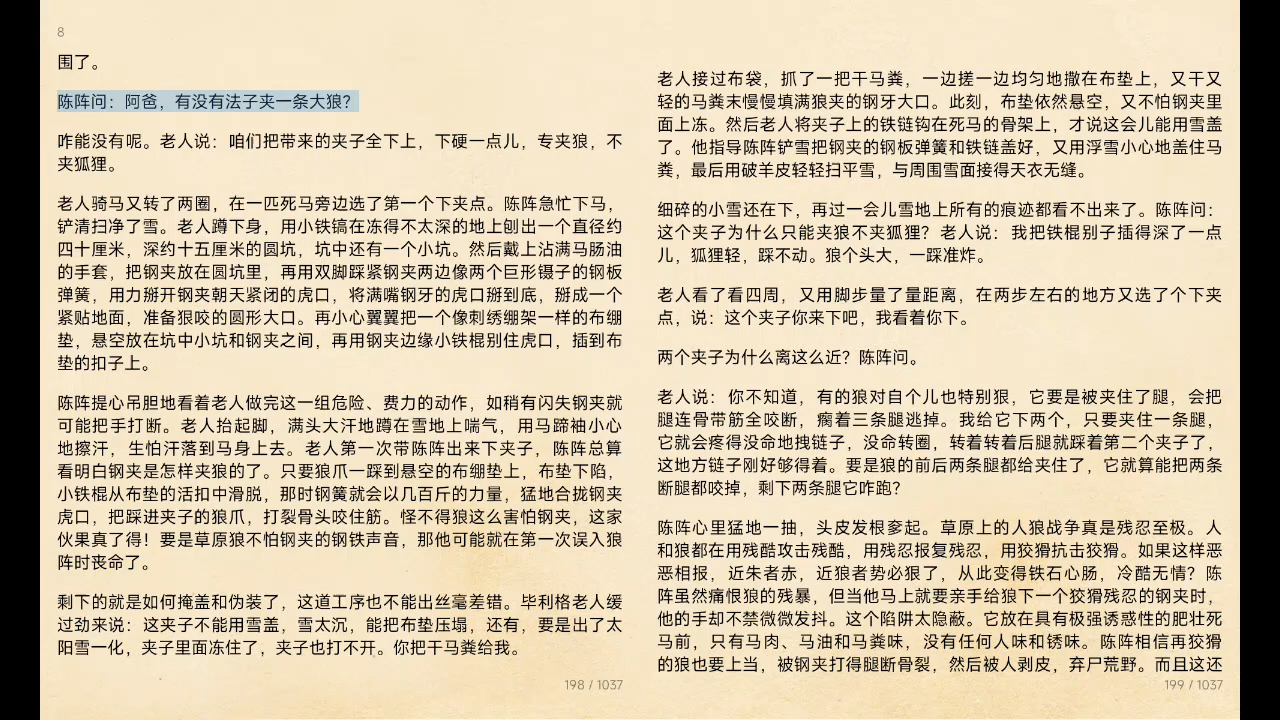 8
围了。
陈阵问：阿爸，有没有法子夹一条大狼？
咋能没有呢。老人说：咱们把带来的夹子全下上，下硬一点儿，专夹狼，不
夹狐狸。
老人骑马又转了两圈，在一匹死马旁边选了第一个下夹点。陈阵急忙下马，
铲清扫净了雪。老人蹲下身，用小铁镐在冻得不太深的地上刨出一个直径约
四十厘米，深约十五厘米的圆坑，坑中还有一个小坑。然后戴上沾满马肠油
的手套，把钢夹放在圆坑里，再用双脚踩紧钢夹两边像两个巨形镊子的钢板
弹簧，用力掰开钢夹朝天紧闭的虎口，将满嘴钢牙的虎口掰到底，掰成一个
紧贴地面，准备狠咬的圆形大口。再小心翼翼把一个像刺绣绷架一样的布绷
垫，悬空放在坑中小坑和钢夹之间，再用钢夹边缘小铁棍别住虎口，插到布
垫的扣子上。
陈阵提心吊胆地看着老人做完这一组危险、费力的动作，如稍有闪失钢夹就
可能把手打断。老人抬起脚，满头大汗地蹲在雪地上喘气，用马蹄袖小心
地擦汗，生怕汗落到马身上去。老人第一次带陈阵出来下夹子，陈阵总算
看明白钢夹是怎样夹狼的了。只要狼爪一踩到悬空的布绷垫上，布垫下陷，
小铁棍从布垫的活扣中滑脱，那时钢簧就会以几百斤的力量，猛地合拢钢夹
虎口，把踩进夹子的狼爪，打裂骨头咬住筋。怪不得狼这么害怕钢夹，这家
伙果真了得！要是草原狼不怕钢夹的钢铁声音，那他可能就在第一次误入狼
阵时丧命了。
剩下的就是如何掩盖和伪装了，这道工序也不能出丝毫差错。毕利格老人缓
过劲来说：这夹子不能用雪盖，雪太沉，能把布垫压塌，还有，要是出了太
阳雪一化，夹子里面冻住了，夹子也打不开。你把干马粪给我。
198 / 1037
老人接过布袋，抓了一把干马粪，一边搓一边均匀地撒在布垫上，又干又
轻的马粪末慢慢填满狼夹的钢牙大口。此刻，布垫依然悬空，又不怕钢夹里
面上冻。然后老人将夹子上的铁链钩在死马的骨架上，才说这会儿能用雪盖
了。他指导陈阵铲雪把钢夹的钢板弹簧和铁链盖好，又用浮雪小心地盖住马
粪，最后用破羊皮轻轻扫平雪，与周围雪面接得天衣无缝。
细碎的小雪还在下，再过一会儿雪地上所有的痕迹都看不出来了。陈阵问：
这个夹子为什么只能夹狼不夹狐狸？老人说：我把铁棍别子插得深了一点
儿，狐狸轻，踩不动。狼个头大，一踩准炸。
老人看了看四周，又用脚步量了量距离，在两步左右的地方又选了个下夹
点，说：这个夹子你来下吧，我看着你下。
两个夹子为什么离这么近？陈阵问。
老人说：你不知道，有的狼对自个儿也特别狠，它要是被夹住了腿，会把
腿连骨带筋全咬断，瘸着三条腿逃掉。我给它下两个，只要夹住一条腿，
它就会疼得没命地拽链子，没命转圈，转着转着后腿就踩着第二个夹子了，
这地方链子刚好够得着。要是狼的前后两条腿都给夹住了，它就算能把两条
断腿都咬掉，剩下两条腿它咋跑？
陈阵心里猛地一抽，头皮发根奓起。草原上的人狼战争真是残忍至极。人
和狼都在用残酷攻击残酷，用残忍报复残忍，用狡猾抗击狡猾。如果这样恶
恶相报，近朱者赤，近狼者势必狠了，从此变得铁石心肠，冷酷无情？陈
阵虽然痛恨狼的残暴，但当他马上就要亲手给狼下一个狡猾残忍的钢夹时，
他的手却不禁微微发抖。这个陷阱太隐蔽。它放在具有极强诱惑性的肥壮死
马前，只有马肉、马油和马粪味，没有任何人味和锈味。陈阵相信再狡猾
的狼也要上当，被钢夹打得腿断骨裂，然后被人剥皮，弃尸荒野。而且这还
199 / 1037